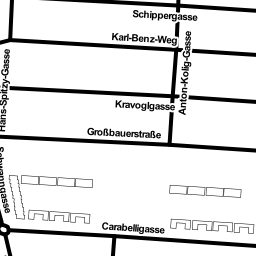 Schippergasse
Karl-Benz-Weg
Anton-Kolig-Gasse
Hans-Spitzy-Gasse
Kravoglgasse
Großbauerstraße
Carabelligasse